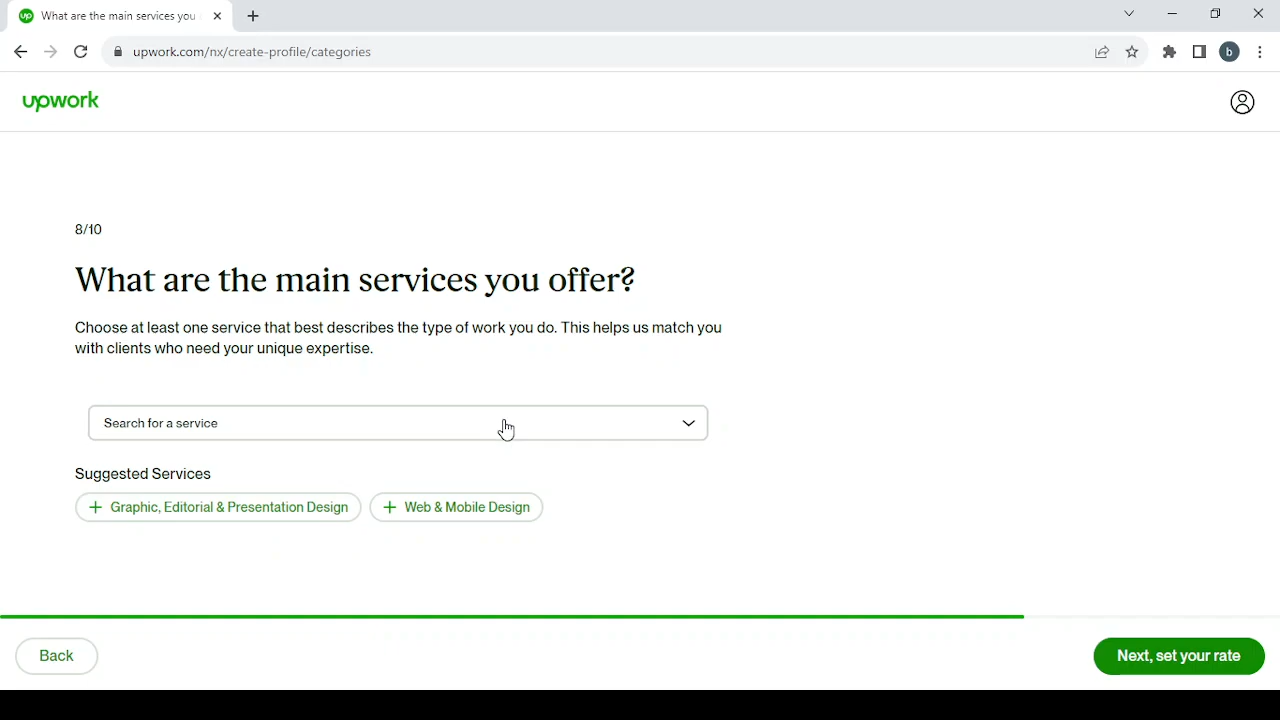 What are the main services you
upwork.com/nx/create-profile/categories
b
upwork
8/10
What are the main services you offer?
Choose at least one service that best describes the type of work you do. This helps us match you
with clients who need your unique expertise.
Search for a service
Suggested Services
+ Graphic, Editorial & Presentation Design + Web & Mobile Design
Back
Next, set your rate